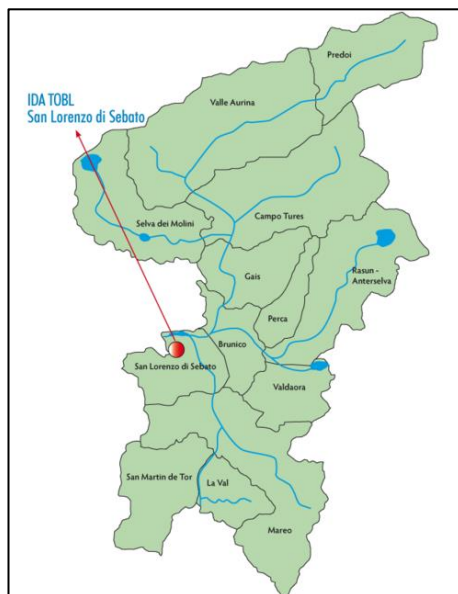 Predoi
IDA TOBL
San Lorenzo di Sebato
Valle Aurina
Campo Tures
Selva dei Molini
Gais
Rasun -
Anterselva
Perca
Brunico
San Lorenzo di Sebato
Valdaora
San Martin de Tor
La Val
Mareo